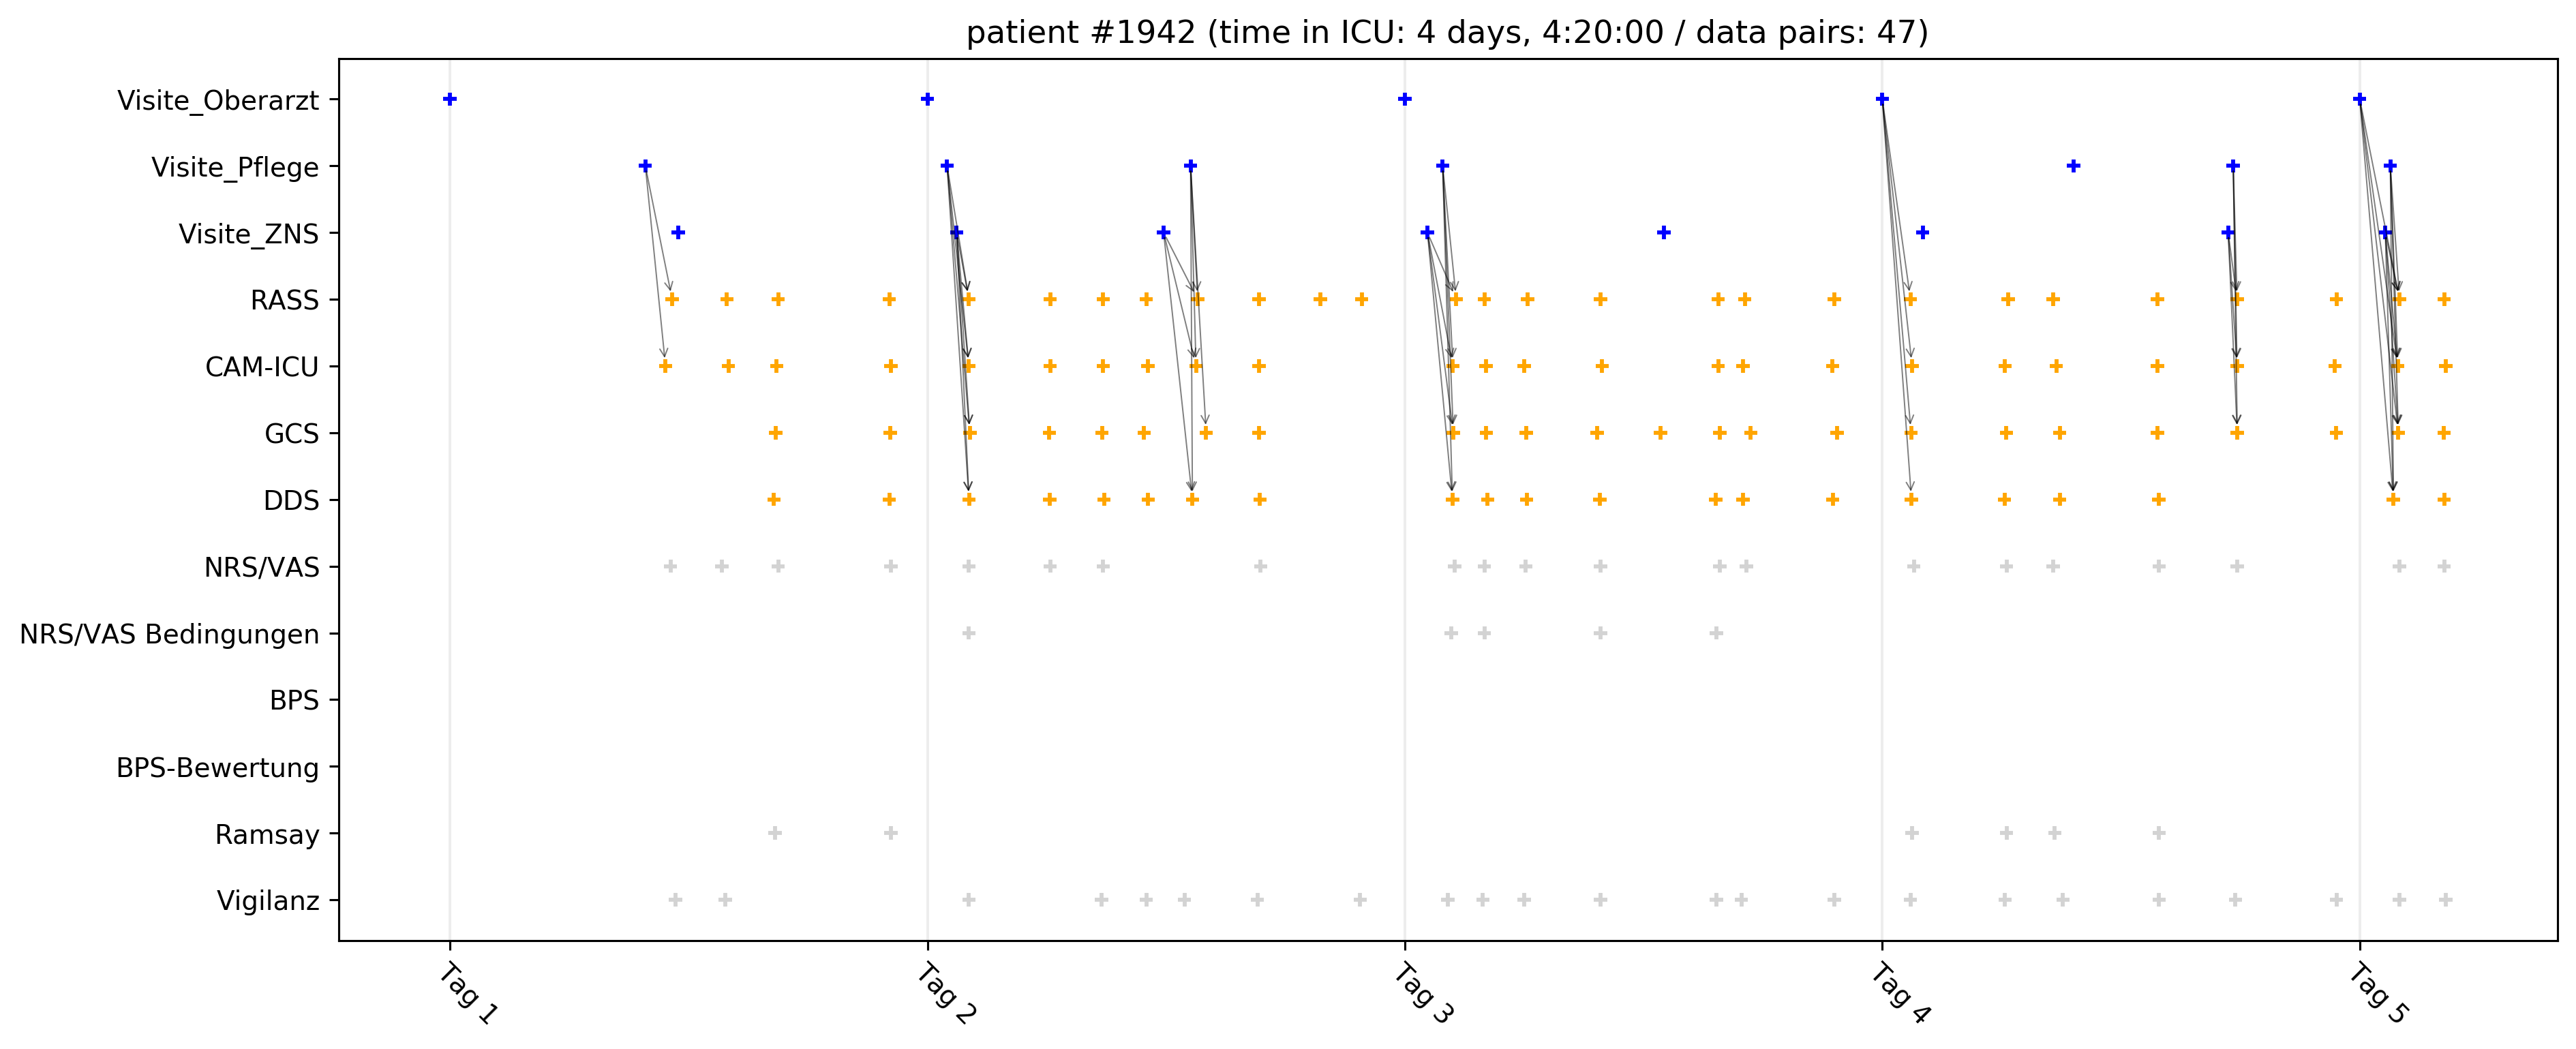 patient #1942 (time in ICU: 4 days, 4:20:00 / data pairs: 47)
Visite_Oberarzt
Visite_Pflege
Visite_ZNS
RASS
CAM-ICU
GCS
DDS
NRS/VAS
NRS/VAS Bedingungen
BPS
BPS-Bewertung
Ramsay
Vigilanz
Tag 1
Tag 2
Tag 3
Tag 4
Tag 5